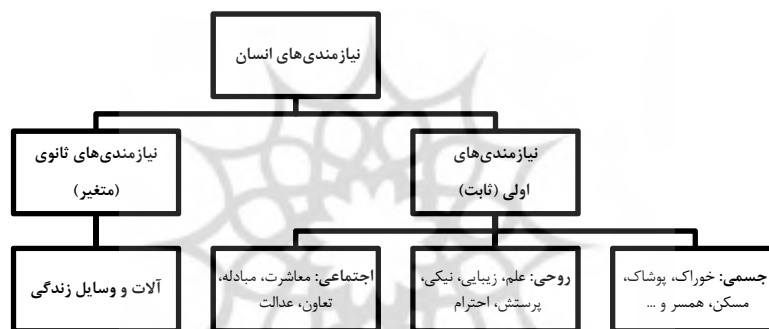 نیازمندی‌های انسان
نیازمندی‌های
اولی (ثابت)
نیازمندی‌های ثانوی
(متغیر)
جسمی: خوراک، پوشاک،
مسکن، همسر و ...
روحی: علم، زیبایی، نیکی،
پرستش، احترام
اجتماعی: معاشرت، مبادله،
تعاون، عدالت
آلات و وسایل زندگی